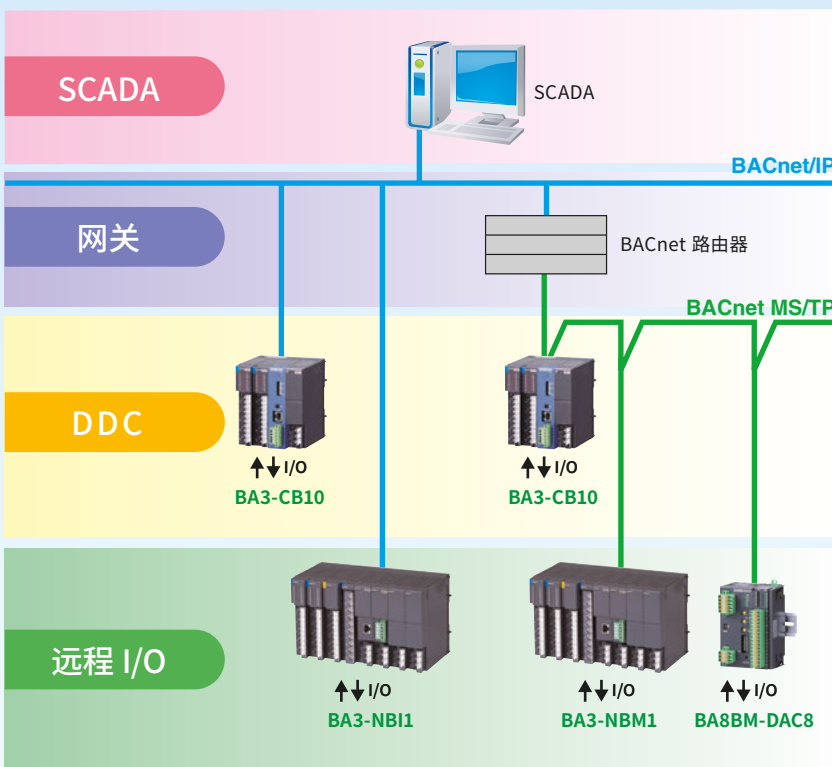 SCADA
SCADA
BACnet/IP
网关
BACnet 路由器
BACnet MS/TP
DDC
I/O
BA3-CB10
I/O
BA3-CB10
远程 I/O
I/O
BA3-NBI1
I/O
BA3-NBM1
I/O
BA8BM-DAC8